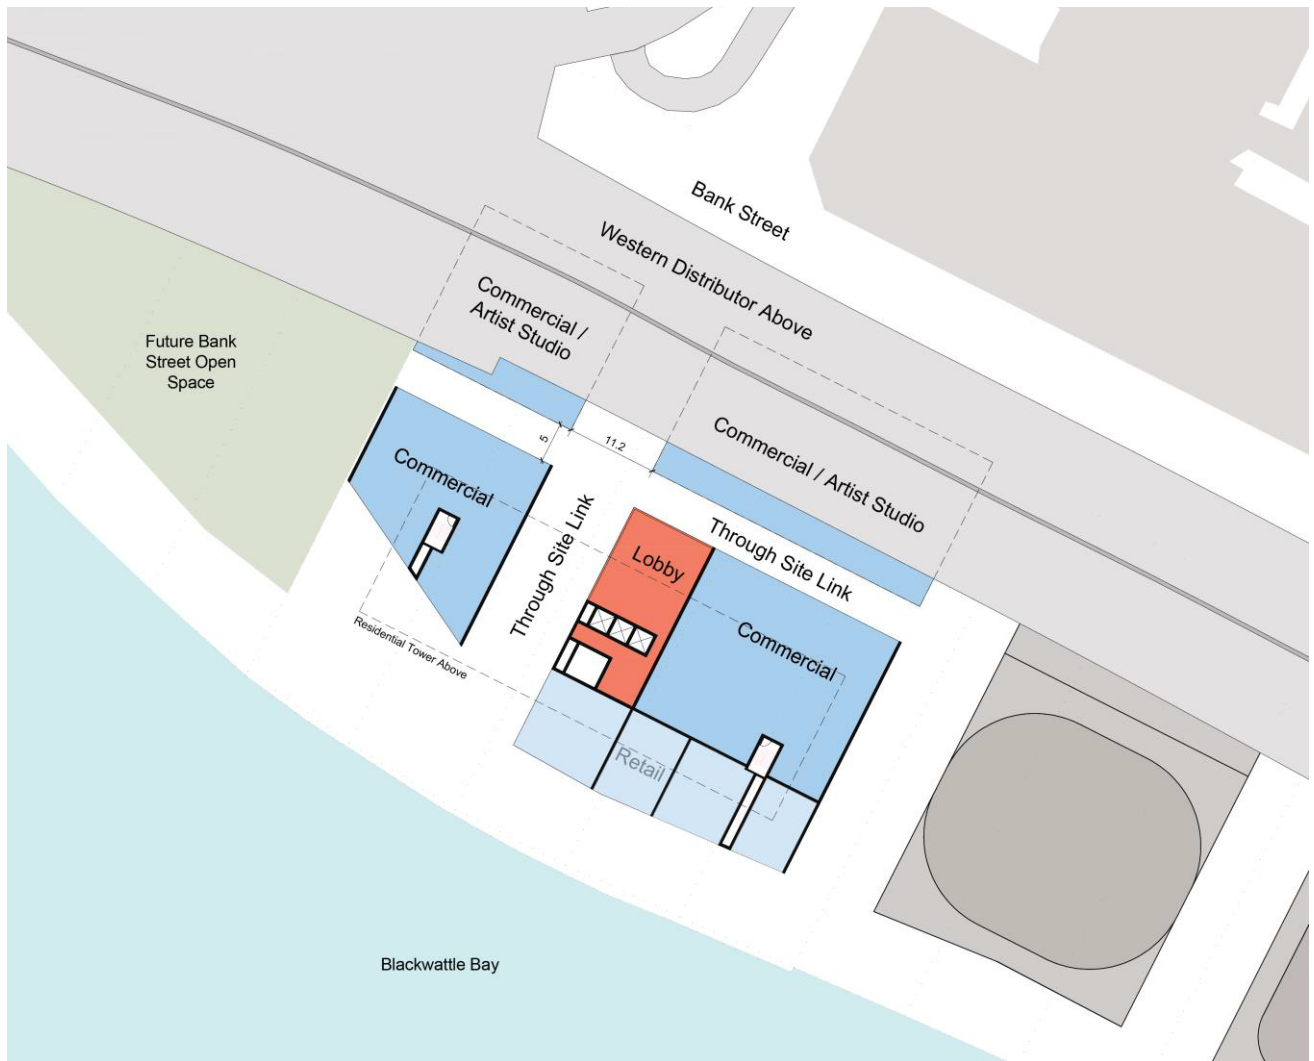 Bank Street
Western Distributor Above
Commercial /
Artist Studio
Future Bank
Street Open
Space
5
11.2
Commercial / Artist Studio
Commercial
Through Site Link
Through Site Link
Lobby
Commercial
Residential Tower Above
Retail
Blackwattle Bay